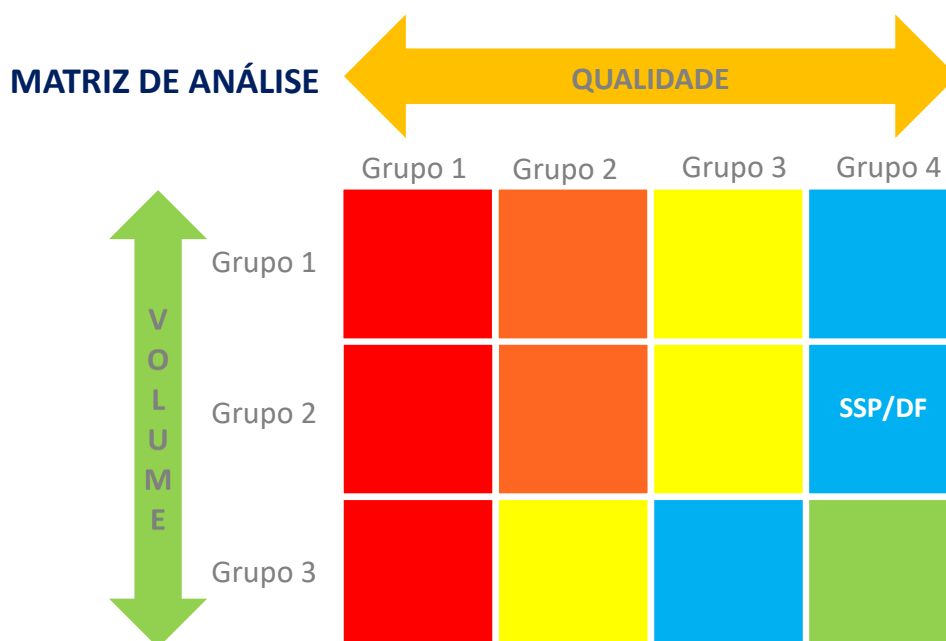 MATRIZ DE ANÁLISE
QUALIDADE
Grupo 1
Grupo 2
Grupo 3
Grupo 4
VOLUME
Grupo 1
Grupo 2
SSP/DF
Grupo 3